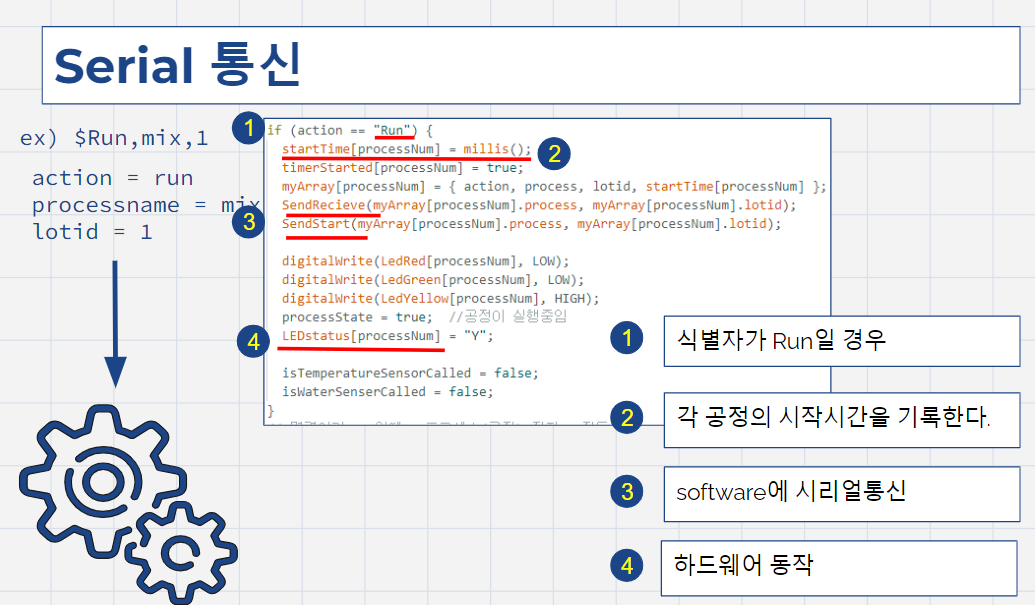 Serial 통신
ex) $Run,mix,1
action = run
processname = mix
lotid = 1
1
if (action == "Run") {
startTime[processNum] = millis();
2
timerStarted[processNum] = true;
myArray[processNum] = { action, process, lotid, startTime[processNum] };
SendRecieve(myArray[processNum].process, myArray[processNum].lotid);
3
SendStart(myArray[processNum].process, myArray[processNum].lotid);
digitalWrite(LedRed[processNum], LOW);
digitalWrite(LedGreen[processNum], LOW);
digitalWrite(LedYellow[processNum], HIGH);
processState = true; //공정이 실행중임
4
LEDstatus[processNum] = "Y";
isTemperatureSensorCalled = false;
isWaterSenserCalled = false;
}
1
식별자가 Run일 경우
2
각 공정의 시작시간을 기록한다.
3
software에 시리얼통신
4
하드웨어 동작